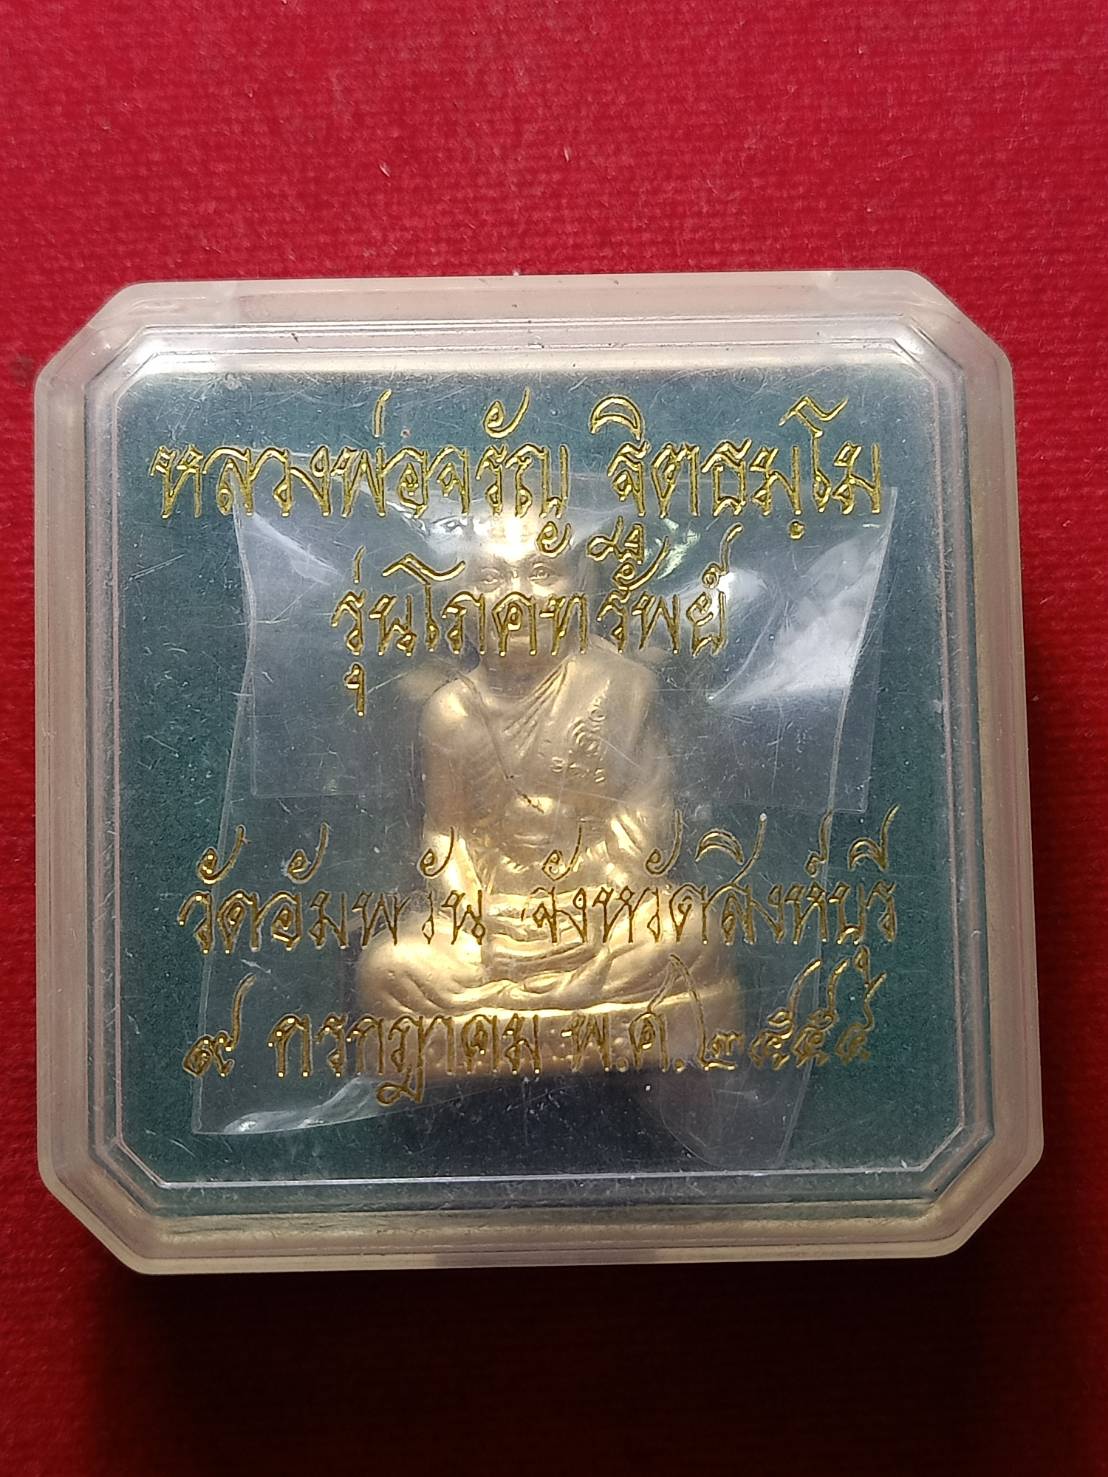 หลวงพ่อจรัญ ฐิตธมฺโม
รุ่นโภคทรัพย์
วัดอัมพวัน จังหวัดสิงห์บุรี
๙ กรกฎาคม พ.ศ.๒๕๕๔